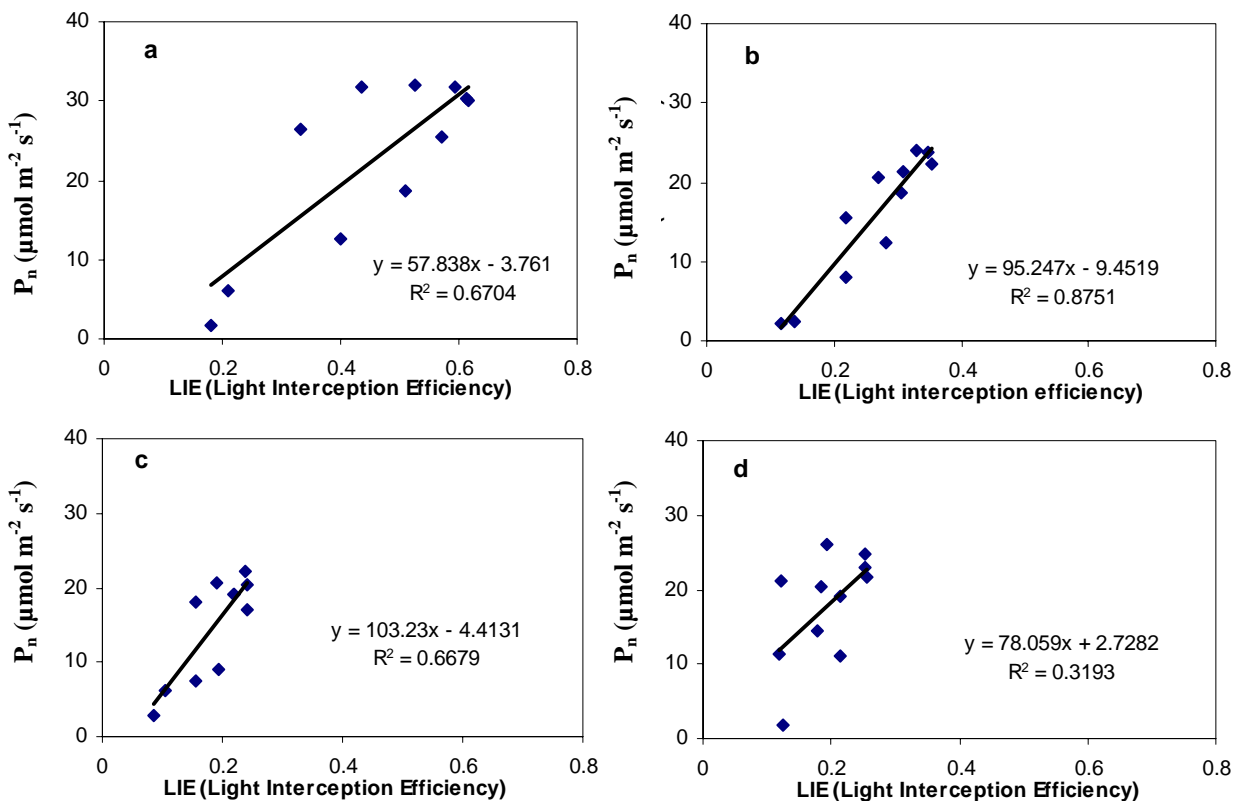 a
P_n (µmol m^-2 s^-1)
40
30
20
10
0
y = 57.838x - 3.761
R² = 0.6704
0 0.2 0.4 0.6 0.8
LIE (Light Interception Efficiency)
b
P_n (µmol m^-2 s^-1)
40
30
20
10
0
y = 95.247x - 9.4519
R² = 0.8751
0 0.2 0.4 0.6 0.8
LIE (Light interception efficiency)
c
P_n (µmol m^-2 s^-1)
40
30
20
10
0
y = 103.23x - 4.4131
R² = 0.6679
0 0.2 0.4 0.6 0.8
LIE (Light Interception Efficiency)
d
P_n (µmol m^-2 s^-1)
40
30
20
10
0
y = 78.059x + 2.7282
R² = 0.3193
0 0.2 0.4 0.6 0.8
LIE (Light Interception Efficiency)